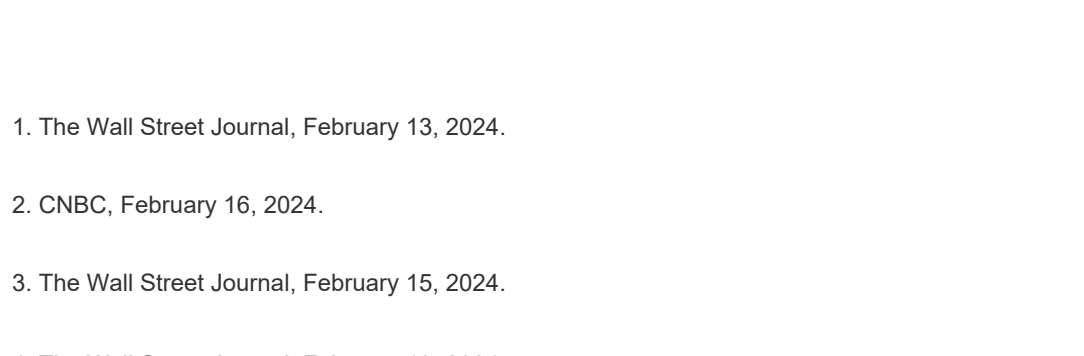 1. The Wall Street Journal, February 13, 2024.
2. CNBC, February 16, 2024.
3. The Wall Street Journal, February 15, 2024.